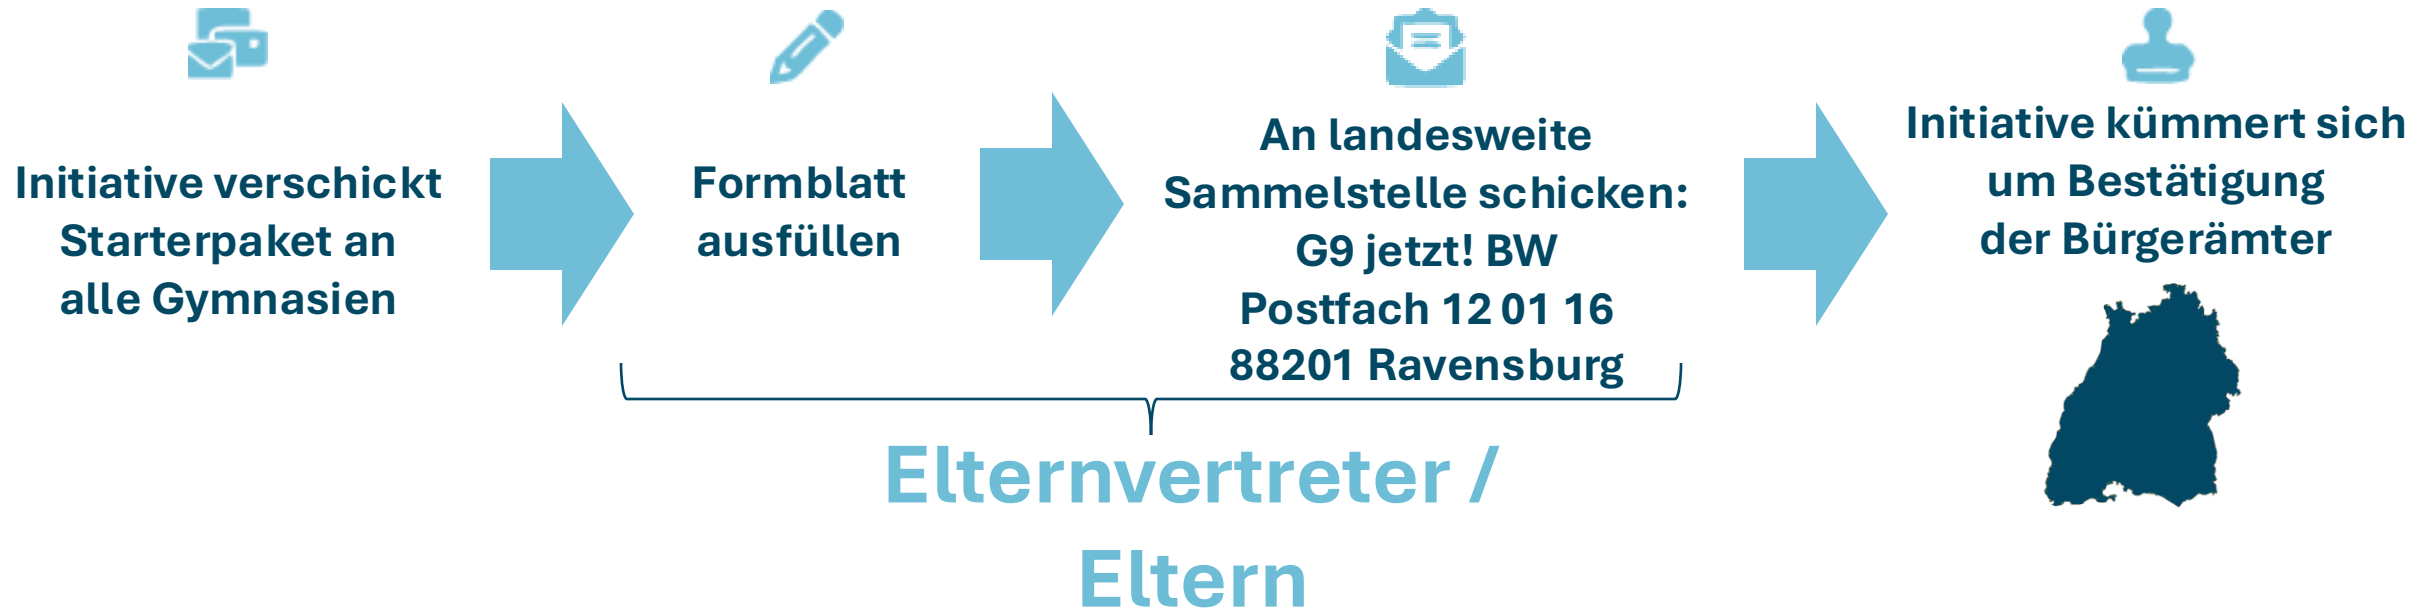 Initiative verschickt
Starterpaket an
alle Gymnasien
Formblatt
ausfüllen
An landesweite
Sammelstelle schicken:
G9 jetzt! BW
Postfach 12 01 16
88201 Ravensburg
Initiative kümmert sich
um Bestätigung
der Bürgerämter
Elternvertreter /
Eltern